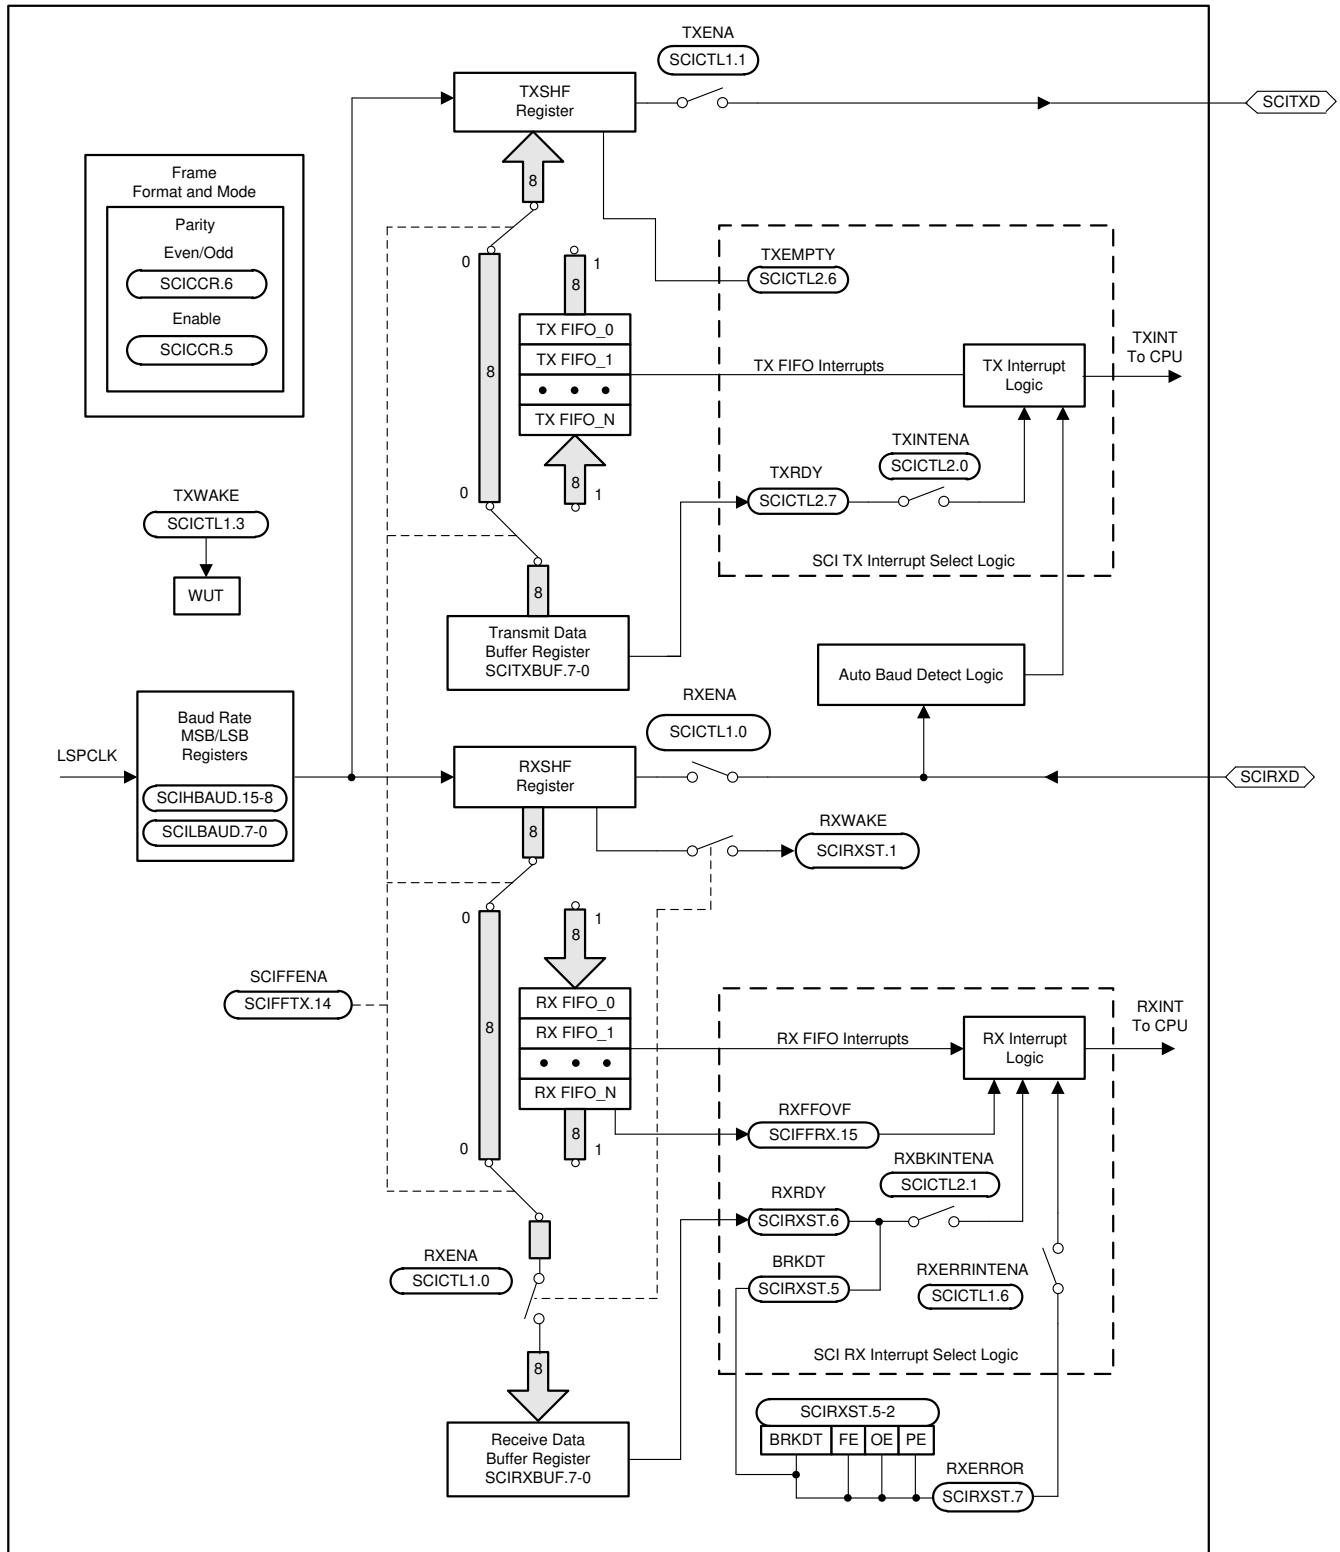 TXENA
SCICTL1.1
TXSHF
Register
SCITXD
Frame
Format and Mode
Parity
Even/Odd
SCICCR.6
Enable
SCICCR.5
8
0
1
8
TXEMPTY
SCICTL2.6
TX FIFO_0
TX FIFO_1
TX FIFO_N
8
TX FIFO Interrupts
TX Interrupt
Logic
TXINT
To CPU
TXINTENA
SCICTL2.0
TXRDY
SCICTL2.7
0
8
1
SCI TX Interrupt Select Logic
TXWAKE
SCICTL1.3
WUT
8
Transmit Data
Buffer Register
SCITXBUF.7-0
Auto Baud Detect Logic
RXENA
SCICTL1.0
LSPCLK
Baud Rate
MSB/LSB
Registers
SCIHBAUD.15-8
SCILBAUD.7-0
RXSHF
Register
SCIRXD
8
RXWAKE
SCIRXST.1
0
1
8
SCIFFENA
SCIFFTX.14
RX FIFO_0
RX FIFO_1
RX FIFO_N
8
RX FIFO Interrupts
RX Interrupt
Logic
RXINT
To CPU
RXFFOVF
SCIFFRX.15
0
8
1
RXBKINTENA
SCICTL2.1
RXRDY
SCIRXST.6
BRKDT
SCIRXST.5
RXERRINTENA
SCICTL1.6
RXENA
SCICTL1.0
SCI RX Interrupt Select Logic
8
SCIRXST.5-2
BRKDT FE OE PE
RXERROR
SCIRXST.7
Receive Data
Buffer Register
SCIRXBUF.7-0